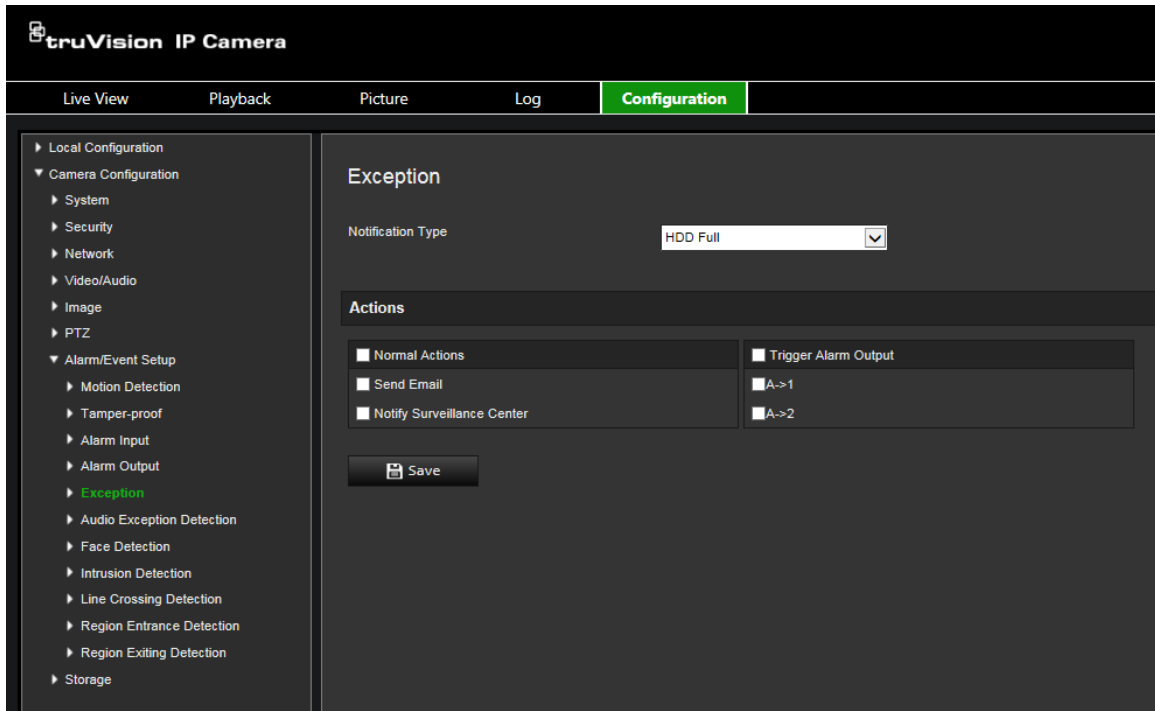 truVision IP Camera
Live View Playback Picture Log Configuration
Local Configuration
Camera Configuration
System
Security
Network
Video/Audio
Image
PTZ
Alarm/Event Setup
Motion Detection
Tamper-proof
Alarm Input
Alarm Output
Exception
Audio Exception Detection
Face Detection
Intrusion Detection
Line Crossing Detection
Region Entrance Detection
Region Exiting Detection
Storage
Exception
Notification Type HDD Full
Actions
Normal Actions Trigger Alarm Output
Send Email A->1
Notify Surveillance Center A->2
Save